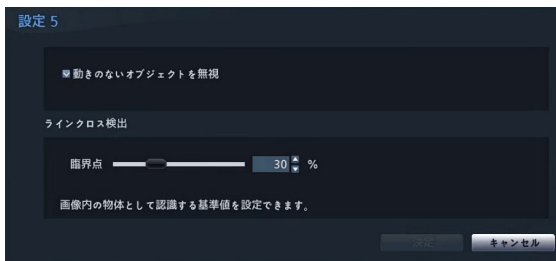 設定 5
動きのないオブジェクトを無視
ラインクロス検出
臨界点 30 %
画像内の物体として認識する基準値を設定できます。
設定 キャンセル